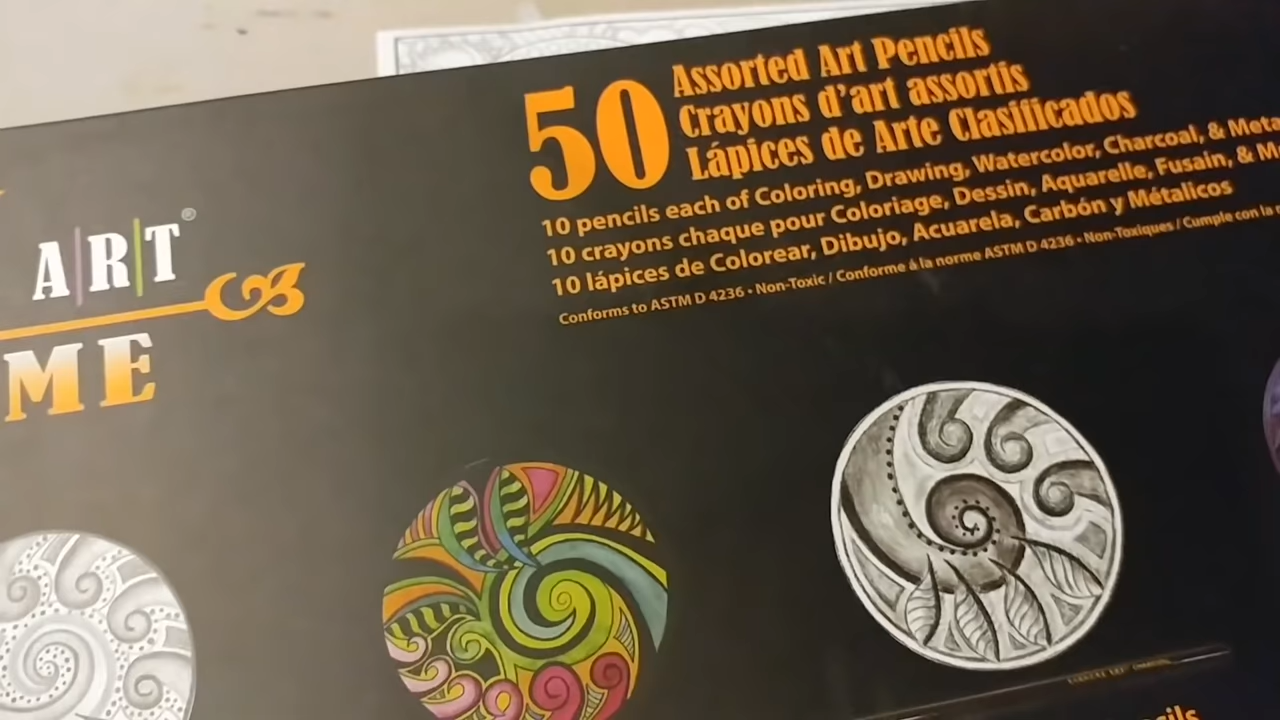 50 Assorted Art Pencils
Crayons d'art assortis
Lápices de Arte Clasificados
10 pencils each of Coloring, Drawing, Watercolor, Charcoal, & Meta
10 crayons chaque pour Coloriage, Dessin, Aquarelle, Fusain, & M
10 lápices de Colorear, Dibujo, Acuarela, Carbón y Métalicos
Conforms to ASTM D 4236 • Non-Toxic / Conforme á la norme ASTM D 4236 • Non-Toxiques / Cumple con la
A|R|T®
ME
cils